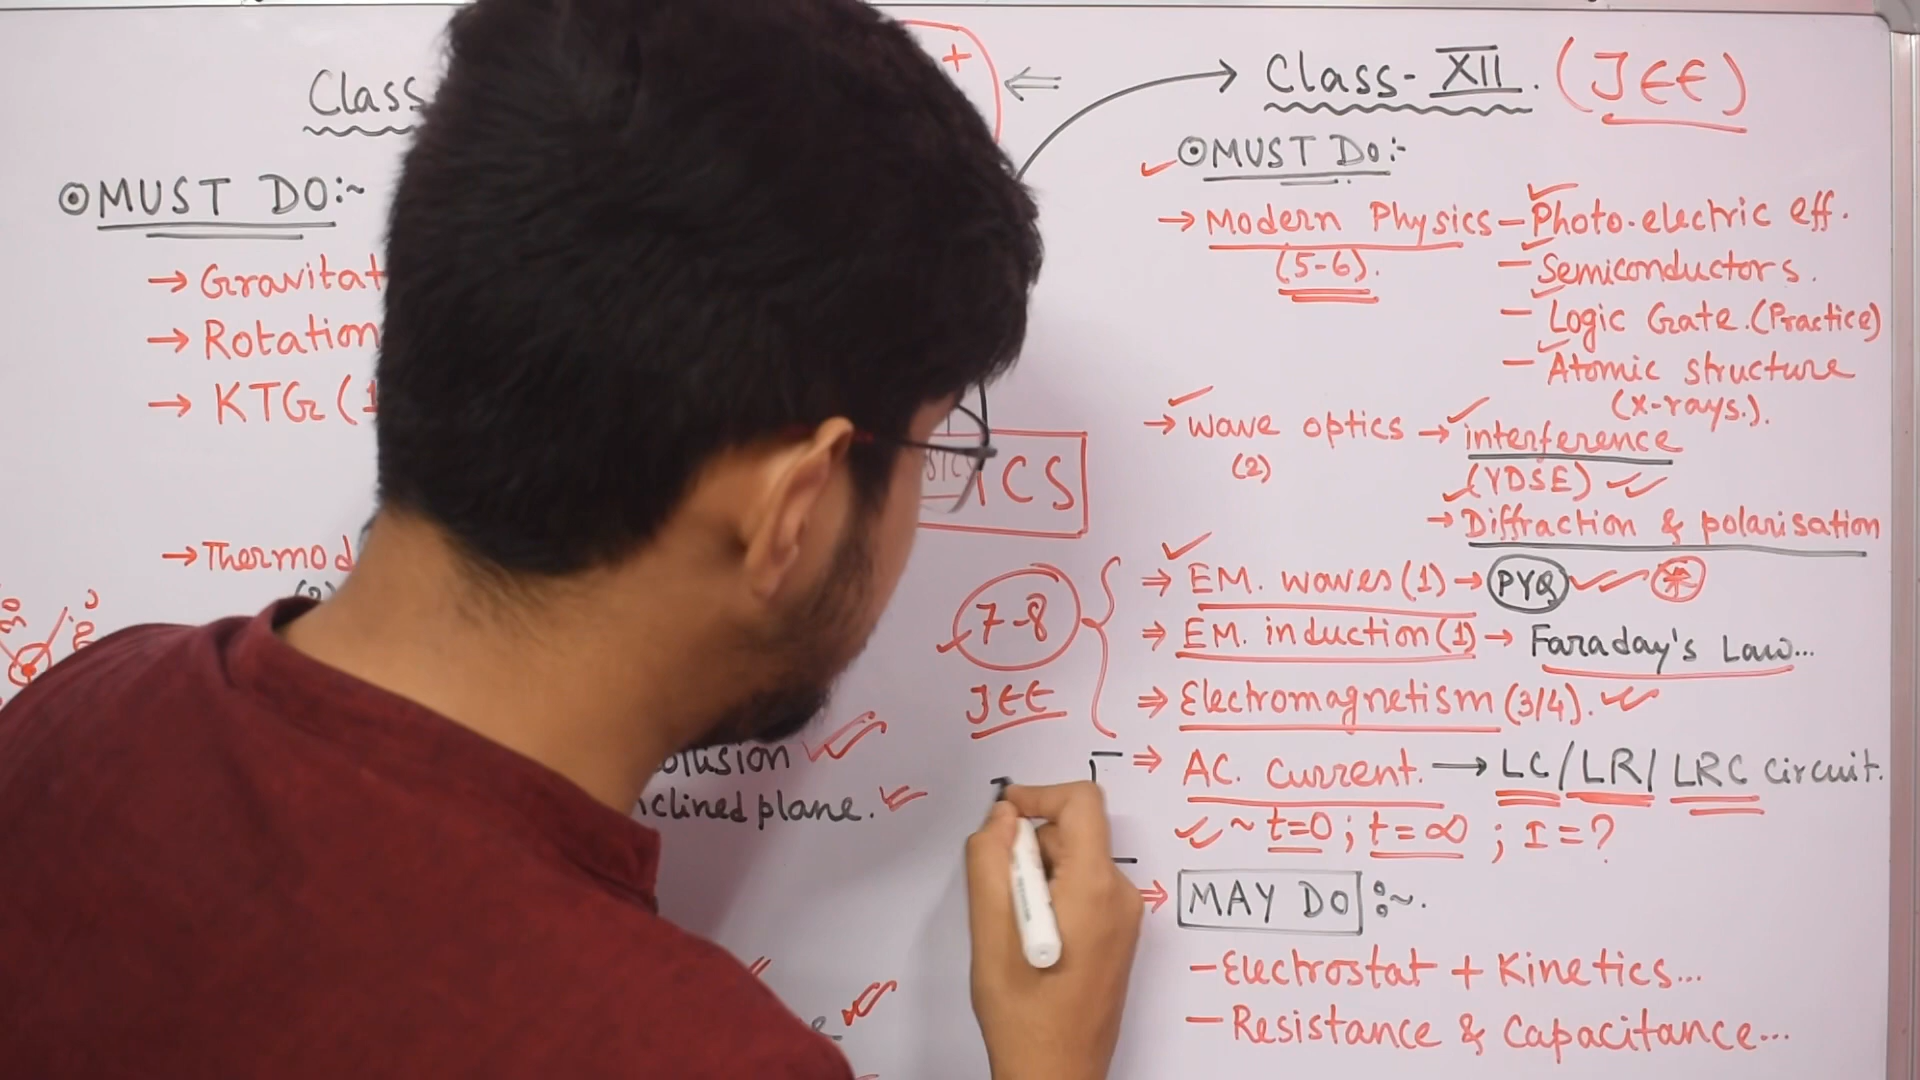 Class
⊙MUST DO:~
→ Gravitat
→ Rotation
→ KTG (1
→ Thermod
(2)
clined plane. 
+
⇐
ICS
7-8
JEE
→ Class- XII. (JEE)
⊙MUST DO:-
→ Modern Physics – Photo-electric eff.
(5-6).
– Semiconductors.
– Logic Gate.(Practice)
– Atomic structure
(X-rays.).
→ wave optics → interference
(2)
(YDSE)
→ Diffraction & polarisation
⇒ EM. waves (1) → PYQ
⇒ EM. induction (1) → Faraday's Law...
⇒ Electromagnetism (3/4).
⇒ AC. Current. → LC/LR/LRC circuit.
~ t=0; t=∞ ; I=?
⇒ MAY DO :~.
– Electrostat + Kinetics...
– Resistance & Capacitance...